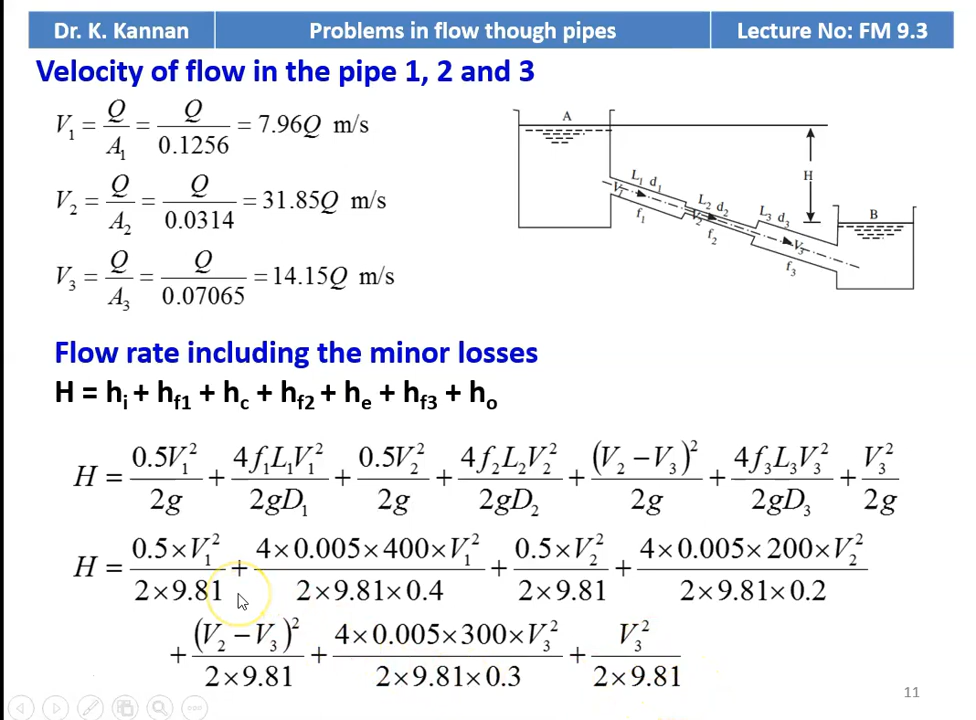 Dr. K. Kannan Problems in flow though pipes Lecture No: FM 9.3
Velocity of flow in the pipe 1, 2 and 3
V₁ = Q/A₁ = Q/0.1256 = 7.96Q m/s
V₂ = Q/A₂ = Q/0.0314 = 31.85Q m/s
V₃ = Q/A₃ = Q/0.07065 = 14.15Q m/s
A
H
B
L₁ d₁
V₁
f₁
L₂ d₂
V₂
f₂
L₃ d₃
V₃
f₃
Flow rate including the minor losses
H = hᵢ + h_f1 + h_c + h_f2 + h_e + h_f3 + h_o
H = 0.5V₁²/2g + 4f₁L₁V₁²/2gD₁ + 0.5V₂²/2g + 4f₂L₂V₂²/2gD₂ + (V₂ − V₃)²/2g + 4f₃L₃V₃²/2gD₃ + V₃²/2g
H = 0.5×V₁²/2×9.81 + 4×0.005×400×V₁²/2×9.81×0.4 + 0.5×V₂²/2×9.81 + 4×0.005×200×V₂²/2×9.81×0.2
+ (V₂ − V₃)²/2×9.81 + 4×0.005×300×V₃²/2×9.81×0.3 + V₃²/2×9.81
11